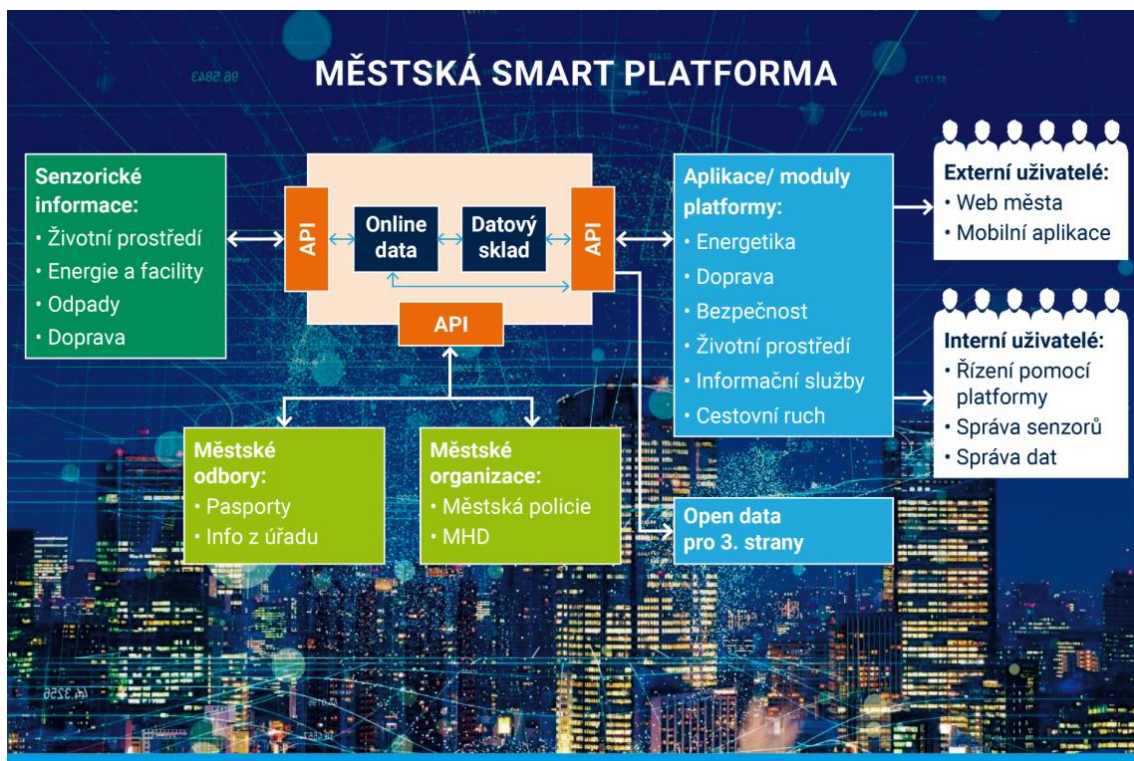 MĚSTSKÁ SMART PLATFORMA
Senzorické
informace:
• Životní prostředí
• Energie a facility
• Odpady
• Doprava
API
Online
data
Datový
sklad
API
API
Aplikace/ moduly
platformy:
• Energetika
• Doprava
• Bezpečnost
• Životní prostředí
• Informační služby
• Cestovní ruch
Externí uživatelé:
• Web města
• Mobilní aplikace
Interní uživatelé:
• Řízení pomocí
platformy
• Správa senzorů
• Správa dat
Městské
odbory:
• Pasporty
• Info z úřadu
Městské
organizace:
• Městská policie
• MHD
Open data
pro 3. strany